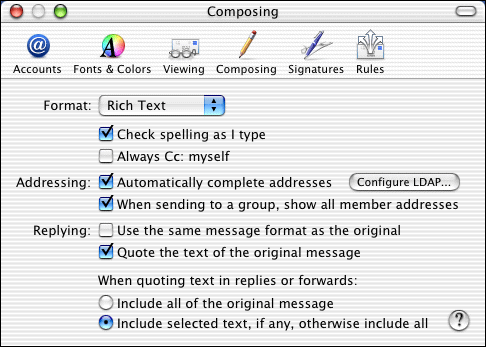 Composing
Accounts Fonts & Colors Viewing Composing Signatures Rules
Format: Rich Text
Check spelling as I type
Always Cc: myself
Addressing: Automatically complete addresses Configure LDAP...
When sending to a group, show all member addresses
Replying: Use the same message format as the original
Quote the text of the original message
When quoting text in replies or forwards:
Include all of the original message
Include selected text, if any, otherwise include all ?